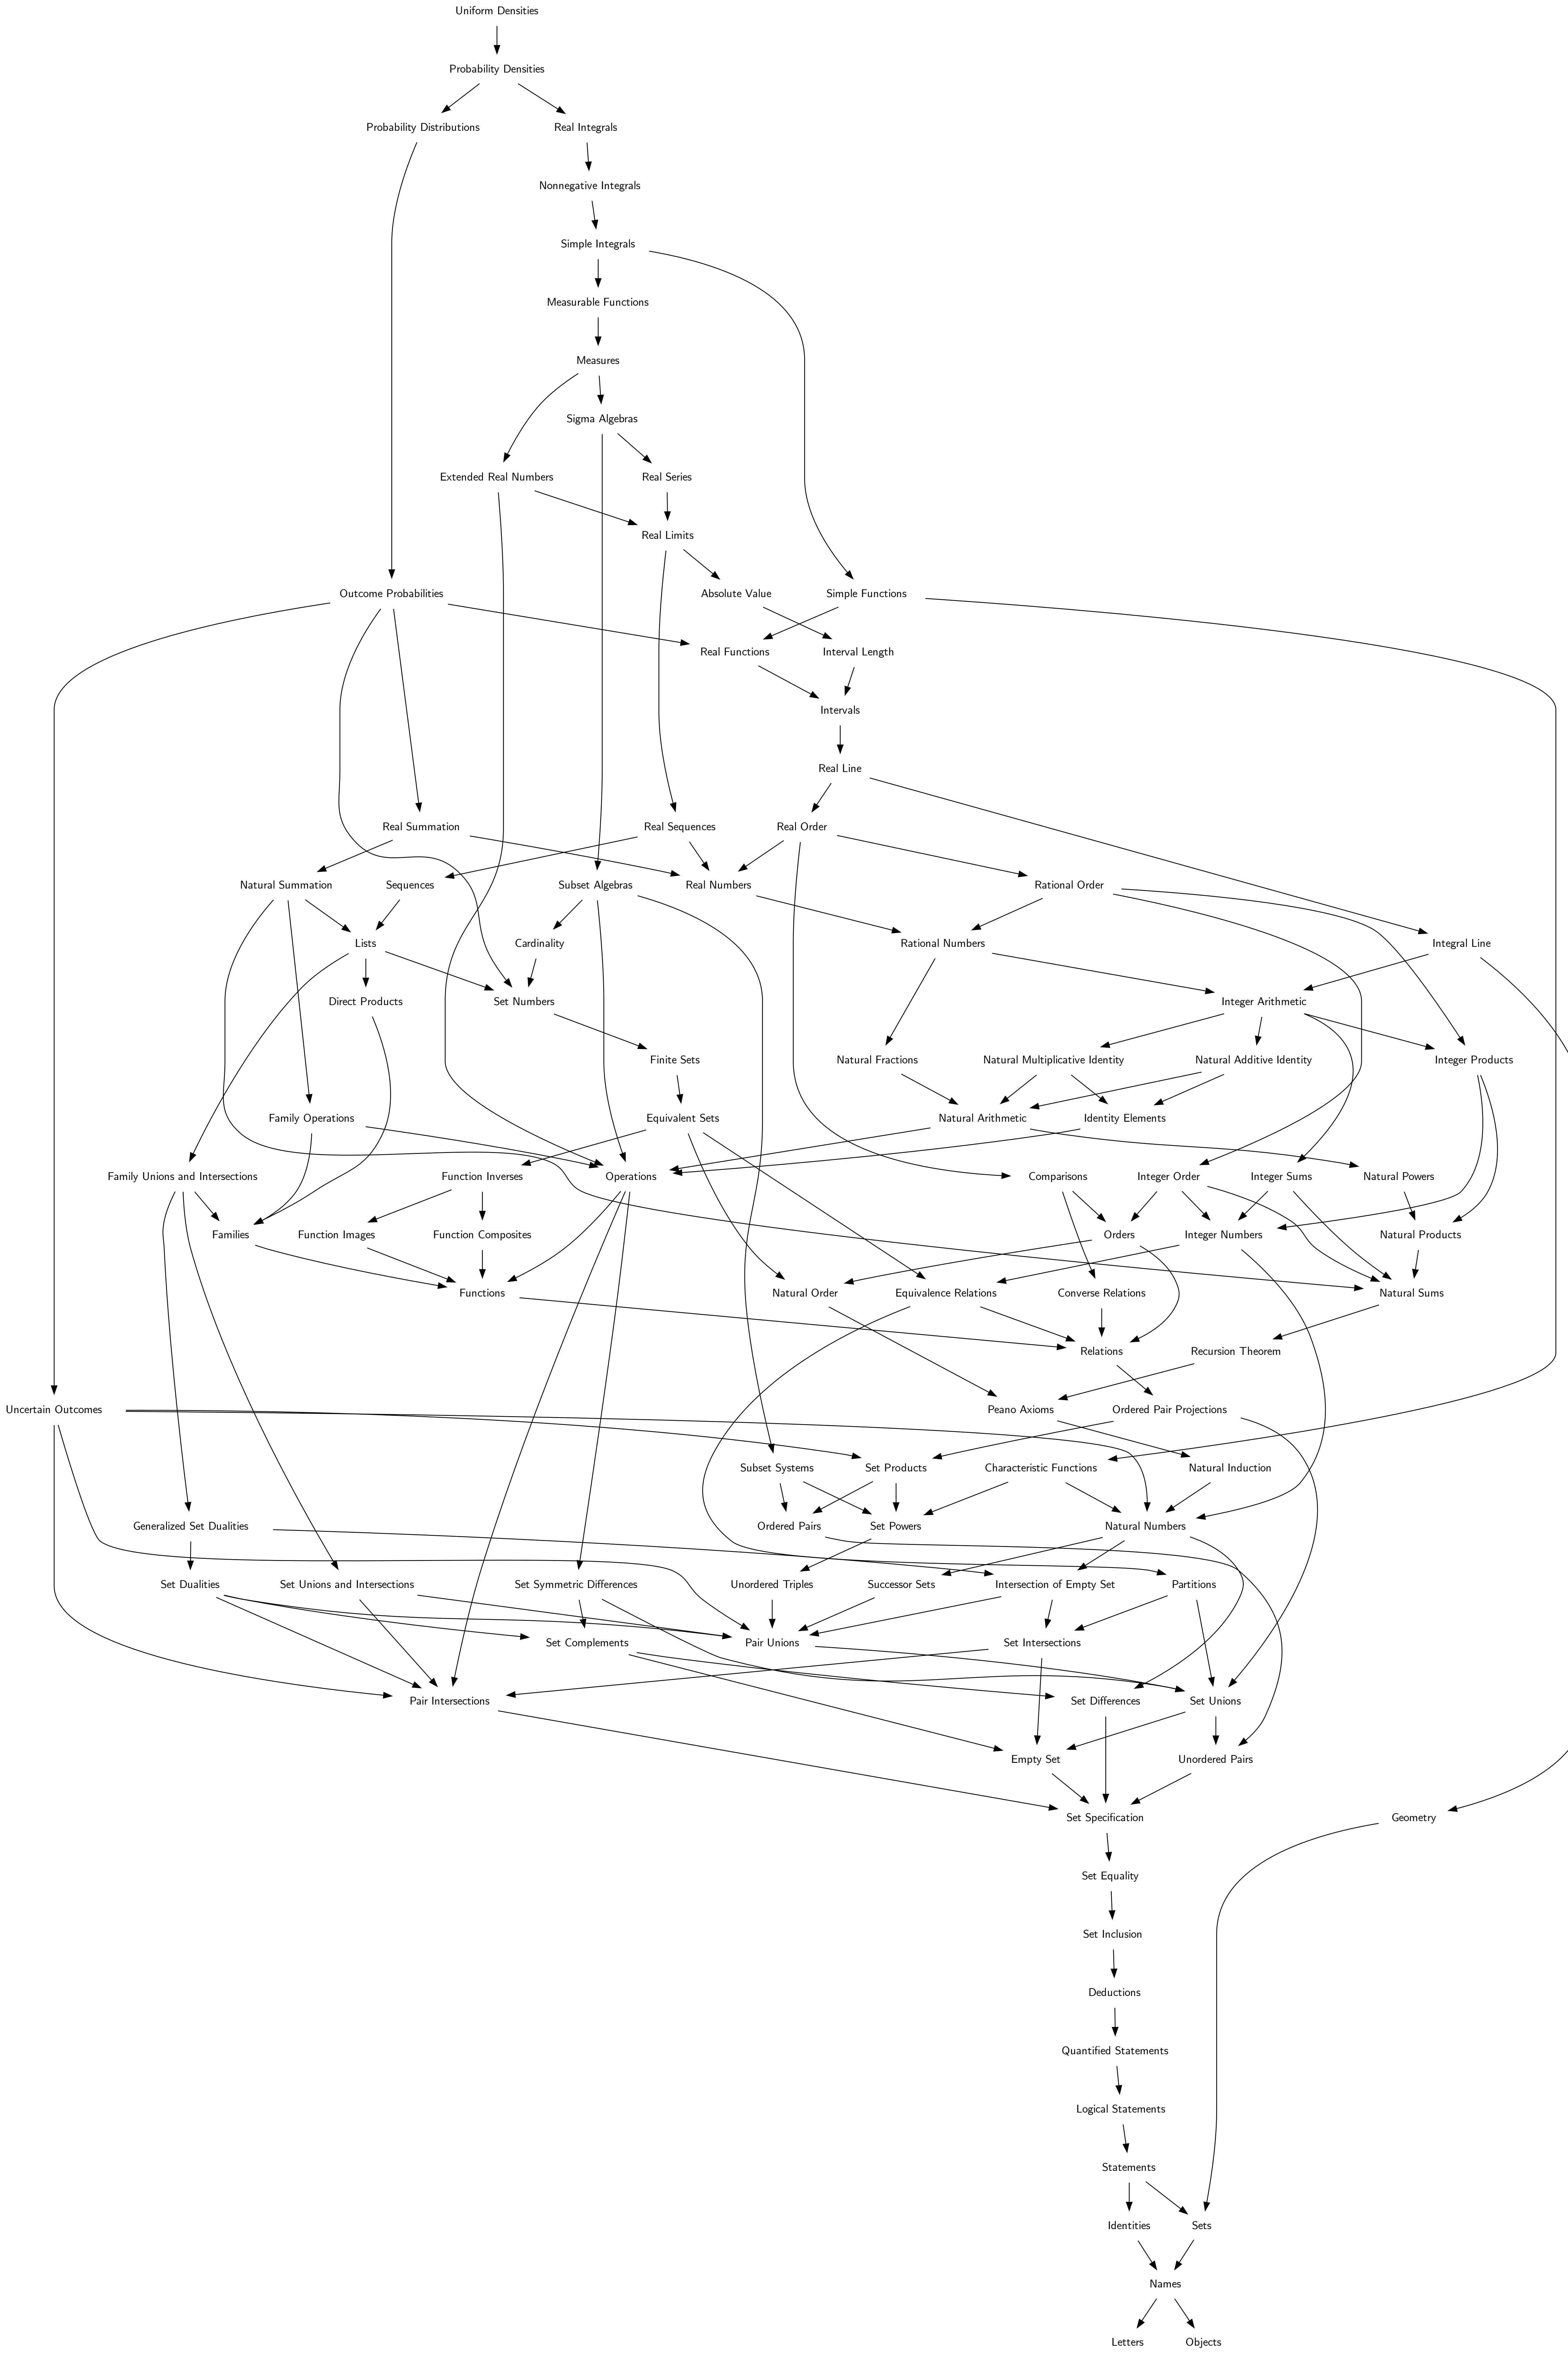 Uniform Densities
Probability Densities
Probability Distributions
Real Integrals
Nonnegative Integrals
Simple Integrals
Measurable Functions
Measures
Sigma Algebras
Extended Real Numbers
Real Series
Real Limits
Outcome Probabilities
Absolute Value
Simple Functions
Real Functions
Interval Length
Intervals
Real Line
Real Summation
Real Sequences
Real Order
Natural Summation
Sequences
Subset Algebras
Real Numbers
Rational Order
Lists
Cardinality
Rational Numbers
Integral Line
Direct Products
Set Numbers
Integer Arithmetic
Finite Sets
Natural Fractions
Natural Multiplicative Identity
Natural Additive Identity
Integer Products
Family Operations
Equivalent Sets
Natural Arithmetic
Identity Elements
Family Unions and Intersections
Function Inverses
Operations
Comparisons
Integer Order
Integer Sums
Natural Powers
Families
Function Images
Function Composites
Orders
Integer Numbers
Natural Products
Functions
Natural Order
Equivalence Relations
Converse Relations
Natural Sums
Relations
Recursion Theorem
Uncertain Outcomes
Peano Axioms
Ordered Pair Projections
Subset Systems
Set Products
Characteristic Functions
Natural Induction
Generalized Set Dualities
Ordered Pairs
Set Powers
Natural Numbers
Set Dualities
Set Unions and Intersections
Set Symmetric Differences
Unordered Triples
Successor Sets
Intersection of Empty Set
Partitions
Set Complements
Pair Unions
Set Intersections
Pair Intersections
Set Differences
Set Unions
Empty Set
Unordered Pairs
Set Specification
Geometry
Set Equality
Set Inclusion
Deductions
Quantified Statements
Logical Statements
Statements
Identities
Sets
Names
Letters
Objects